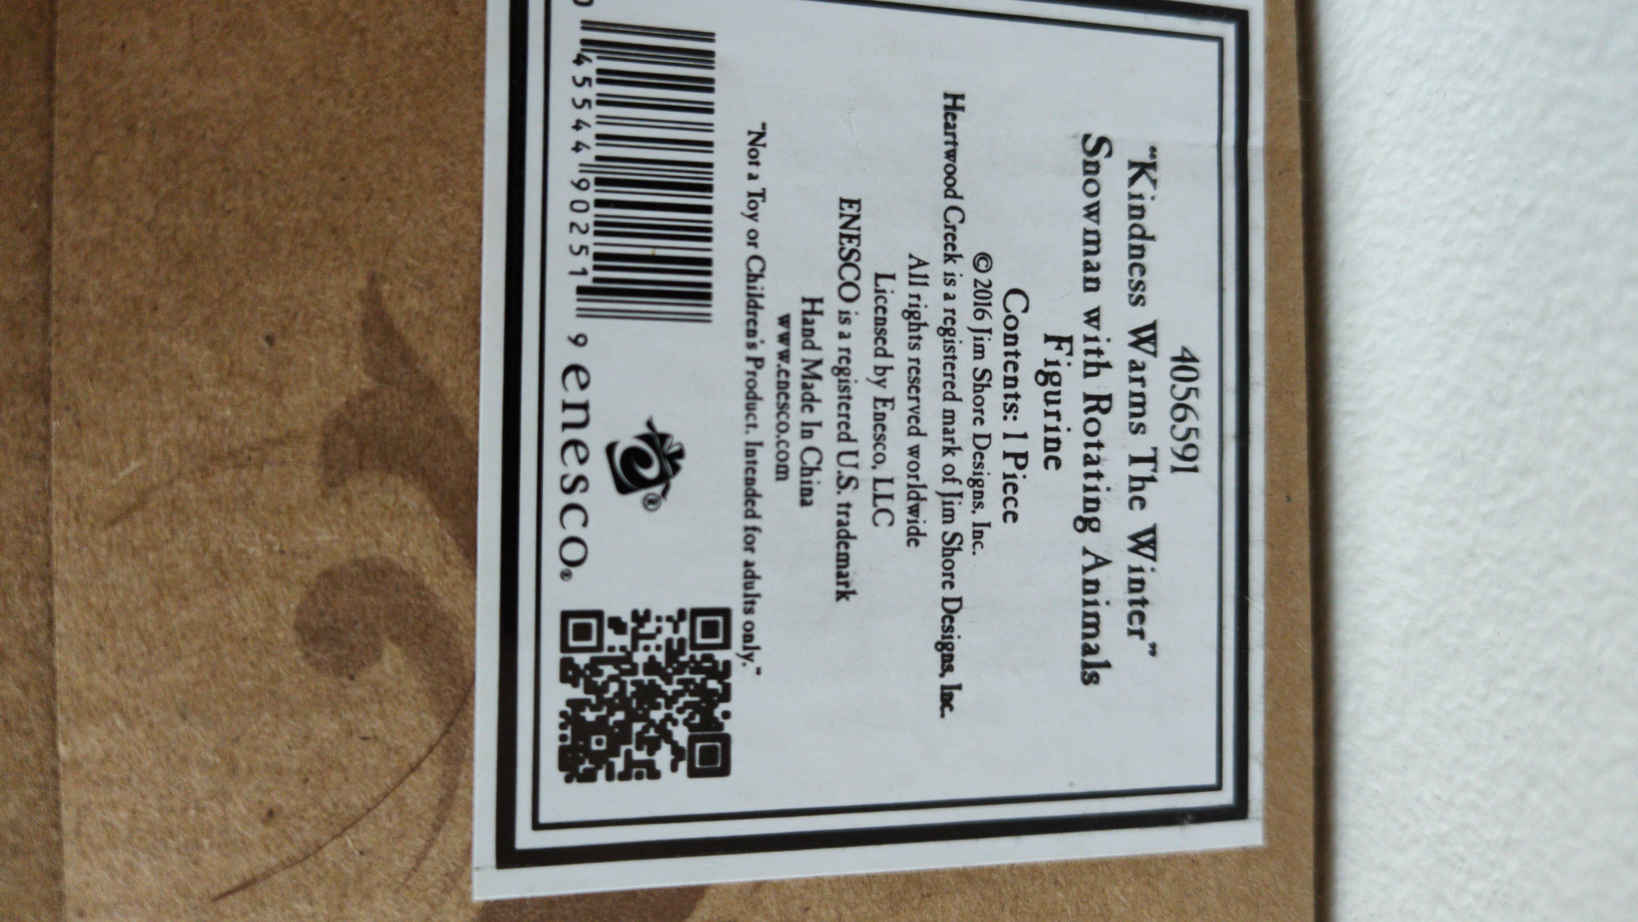 4056591
"Kindness Warms The Winter"
Snowman with Rotating Animals
Figurine
Contents: 1 Piece
© 2016 Jim Shore Designs, Inc.
Heartwood Creek is a registered mark of Jim Shore Designs, Inc.
All rights reserved worldwide
Licensed by Enesco, LLC
ENESCO is a registered U.S. trademark
Hand Made In China
www.enesco.com
"Not a Toy or Children's Product. Intended for adults only."
0 45544 90251 9
e®
enesco®